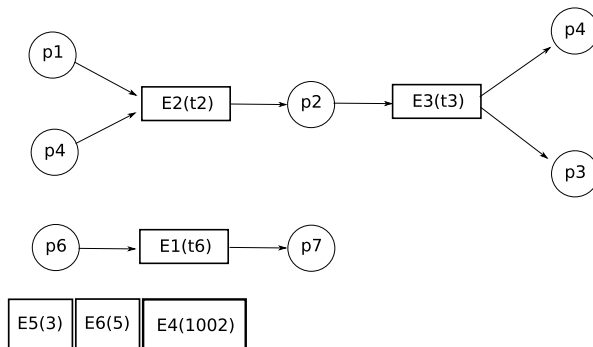 p1
p4
E2(t2)
p2
E3(t3)
p4
p3
p6
E1(t6)
p7
E5(3)
E6(5)
E4(1002)